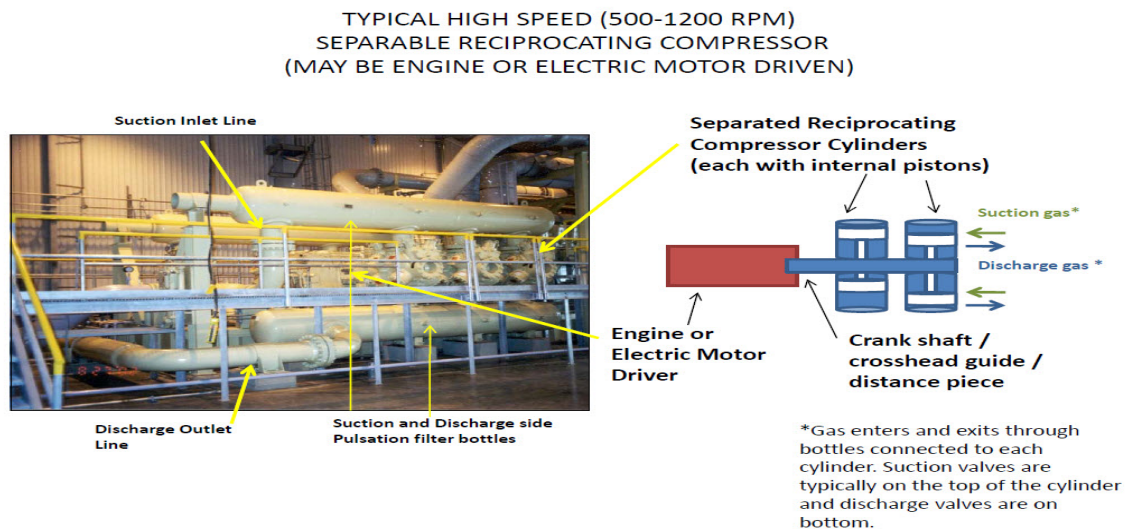 TYPICAL HIGH SPEED (500-1200 RPM)
SEPARABLE RECIPROCATING COMPRESSOR
(MAY BE ENGINE OR ELECTRIC MOTOR DRIVEN)
Suction Inlet Line
Separated Reciprocating
Compressor Cylinders
(each with internal pistons)
Suction gas*
Discharge gas *
Engine or
Electric Motor
Driver
Crank shaft /
crosshead guide /
distance piece
Discharge Outlet
Line
Suction and Discharge side
Pulsation filter bottles
*Gas enters and exits through
bottles connected to each
cylinder. Suction valves are
typically on the top of the cylinder
and discharge valves are on
bottom.